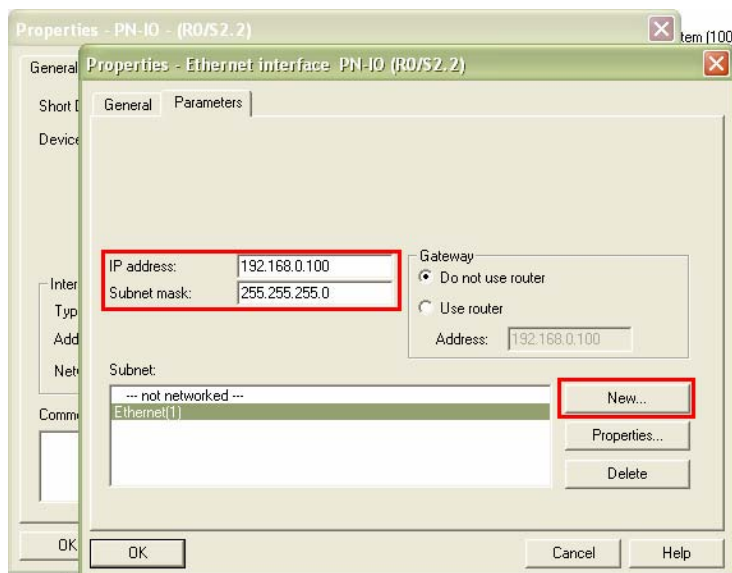 Properties - PN-IO - (R0/S2.2)
tem (100
General
Properties - Ethernet interface PN-IO (R0/S2.2)
General Parameters
Short D
Device
IP address: 192.168.0.100
Subnet mask: 255.255.255.0
Gateway
Do not use router
Use router
Address: 192.168.0.100
Inter
Typ
Add
Net
Subnet:
--- not networked ---
Ethernet(1)
New...
Properties...
Delete
Comme
OK
OK Cancel Help